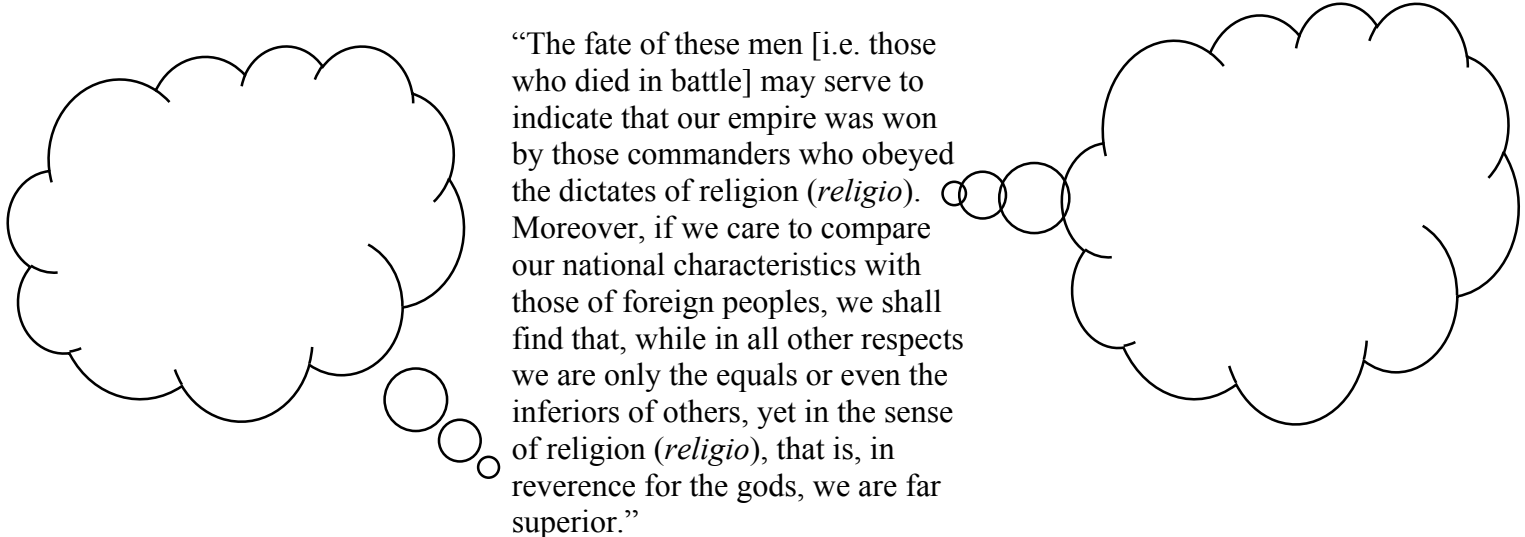 “The fate of these men [i.e. those
who died in battle] may serve to
indicate that our empire was won
by those commanders who obeyed
the dictates of religion (religio).
Moreover, if we care to compare
our national characteristics with
those of foreign peoples, we shall
find that, while in all other respects
we are only the equals or even the
inferiors of others, yet in the sense
of religion (religio), that is, in
reverence for the gods, we are far
superior.”